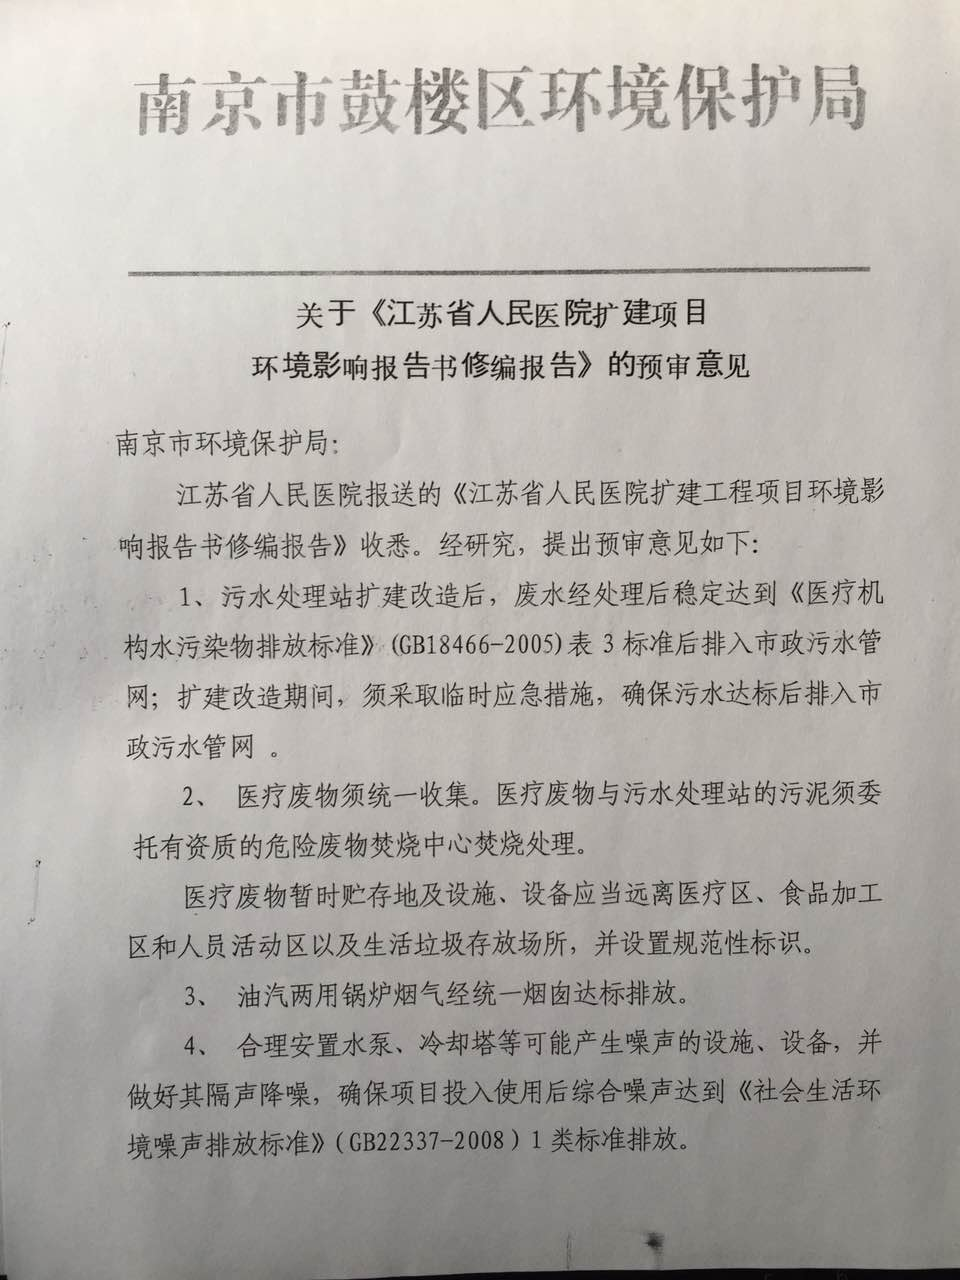 南京市鼓楼区环境保护局
关于《江苏省人民医院扩建项目
环境影响报告书修编报告》的预审意见
南京市环境保护局：
江苏省人民医院报送的《江苏省人民医院扩建工程项目环境影
响报告书修编报告》收悉。经研究，提出预审意见如下：
1、污水处理站扩建改造后，废水经处理后稳定达到《医疗机
构水污染物排放标准》(GB18466-2005)表 3 标准后排入市政污水管
网；扩建改造期间，须采取临时应急措施，确保污水达标后排入市
政污水管网 。
2、 医疗废物须统一收集。医疗废物与污水处理站的污泥须委
托有资质的危险废物焚烧中心焚烧处理。
医疗废物暂时贮存地及设施、设备应当远离医疗区、食品加工
区和人员活动区以及生活垃圾存放场所，并设置规范性标识。
3、 油汽两用锅炉烟气经统一烟囱达标排放。
4、 合理安置水泵、冷却塔等可能产生噪声的设施、设备，并
做好其隔声降噪，确保项目投入使用后综合噪声达到《社会生活环
境噪声排放标准》（GB22337-2008）1 类标准排放。